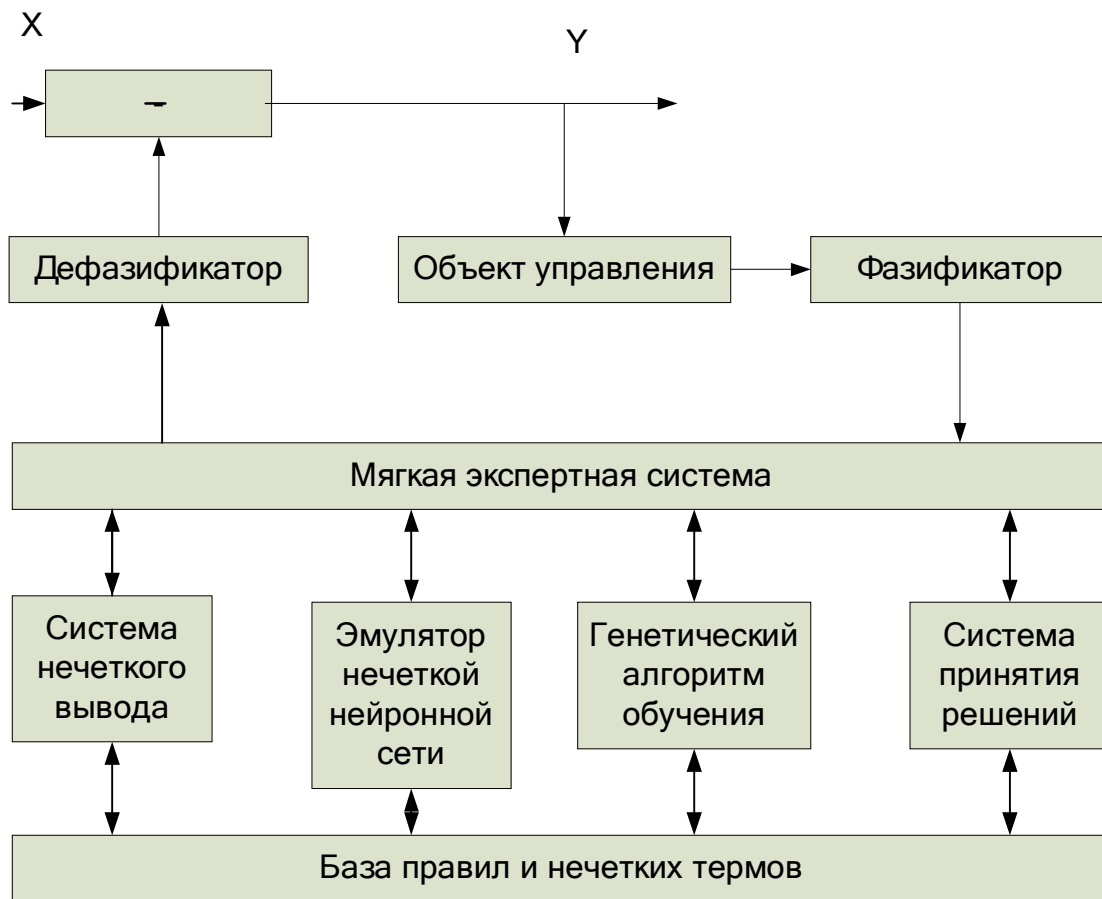 X
Y
–
Дефазификатор
Объект управления
Фазификатор
Мягкая экспертная система
Система
нечеткого
вывода
Эмулятор
нечеткой
нейронной
сети
Генетический
алгоритм
обучения
Система
принятия
решений
База правил и нечетких термов